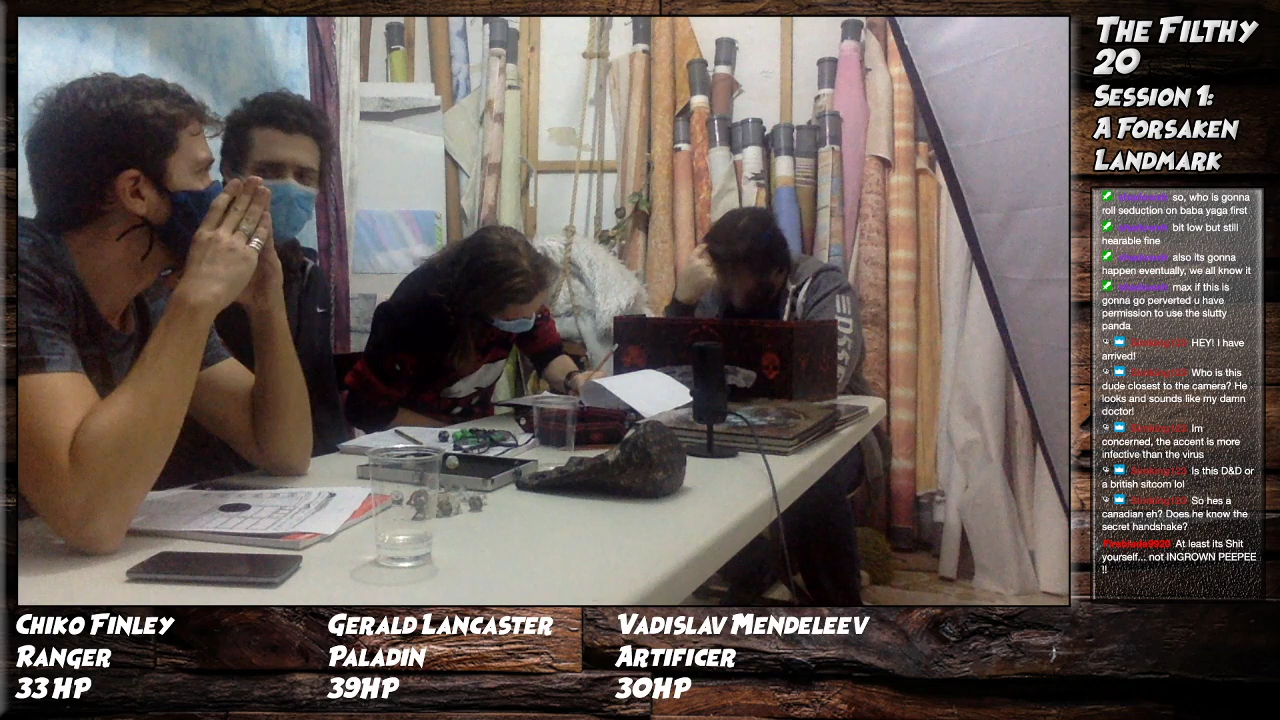 THE FILTHY
20
SESSION 1:
A FORSAKEN
LANDMARK
so, who is gonna
roll seduction on baba yaga first
bit low but still
hearable fine
also its gonna
happen eventually, we all know it
max if this is
gonna go perverted u have
permission to use the slutty
panda
HEY! I have
arrived!
Who is this
dude closest to the camera? He
looks and sounds like my damn
doctor!
Im
concerned, the accent is more
infective than the virus
Is this D&D or
a british sitcom lol
So hes a
canadian eh? Does he know the
secret handshake?
At least its Shit
yourself... not INGROWN PEEPEE
!!
CHIKO FINLEY
RANGER
33 HP
GERALD LANCASTER
PALADIN
39HP
VADISLAV MENDELEEV
ARTIFICER
30HP